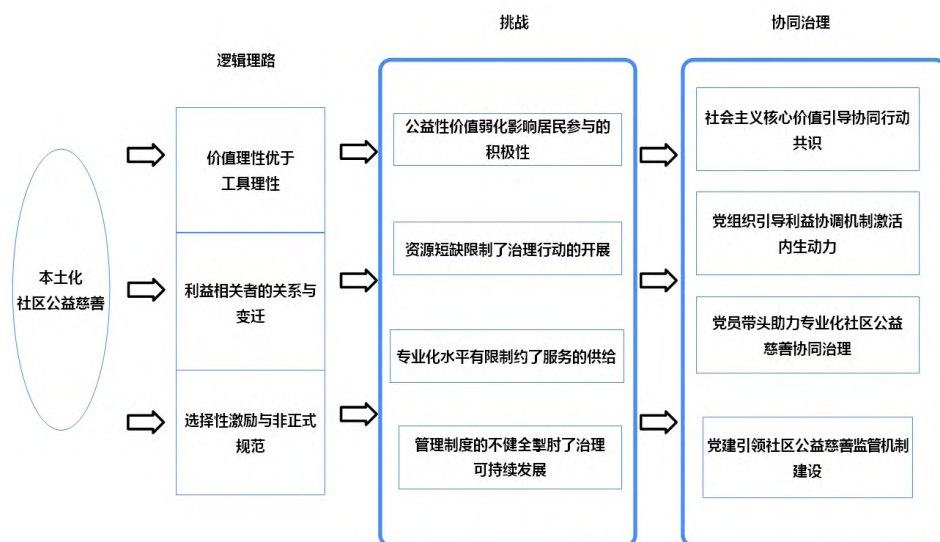 挑战
协同治理
逻辑理路
本土化
社区公益慈善
价值理性优于
工具理性
利益相关者的关系与
变迁
选择性激励与非正式
规范
公益性价值弱化影响居民参与的
积极性
资源短缺限制了治理行动的开展
专业化水平有限制约了服务的供给
管理制度的不健全掣肘了治理
可持续发展
社会主义核心价值引导协同行动
共识
党组织引导利益协调机制激活
内生动力
党员带头助力专业化社区公益
慈善协同治理
党建引领社区公益慈善监管机制
建设